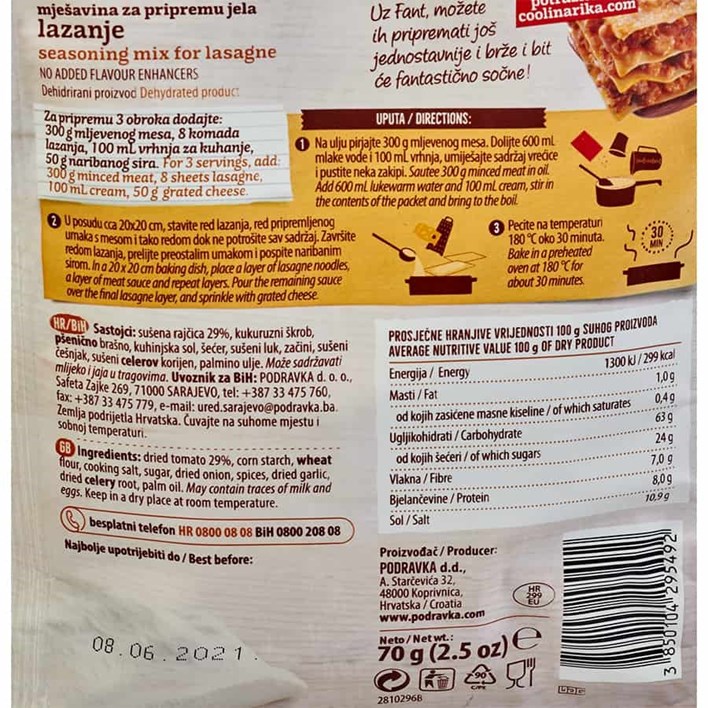 mješavina za pripremu jela
lazanje
seasoning mix for lasagne
NO ADDED FLAVOUR ENHANCERS
Dehidrirani proizvod Dehydrated product
Za pripremu 3 obroka dodajte:
300 g mljevenog mesa, 8 komada
lazanja, 100 mL vrhnja za kuhanje,
50 g naribanog sira. For 3 servings, add:
300 g minced meat, 8 sheets lasagne,
100 mL cream, 50 g grated cheese.
Uz Fant, možete
ih pripremati još
jednostavnije i brže i bit
će fantastično sočne!
coolinarika.com
UPUTA / DIRECTIONS:
1 Na ulju pirjajte 300 g mljevenog mesa. Dolijte 600 mL
mlake vode i 100 mL vrhnja, umiješajte sadržaj vrećice
i pustite neka zakipi. Sautee 300 g minced meat in oil.
Add 600 mL lukewarm water and 100 mL cream, stir in
the contents of the packet and bring to the boil.
2 U posudu cca 20x20 cm, stavite red lazanja, red pripremljenog
umaka s mesom i tako redom dok ne potrošite sav sadržaj. Završite
redom lazanja, prelijte preostalim umakom i pospite naribanim
sirom. In a 20 x 20 cm baking dish, place a layer of lasagne noodles,
a layer of meat sauce and repeat layers. Pour the remaining sauce
over the final lasagne layer, and sprinkle with grated cheese.
3 Pecite na temperaturi
180 °C oko 30 minuta.
Bake in a preheated
oven at 180 °C for
about 30 minutes.
30
MIN
HR/BiH Sastojci: sušena rajčica 29%, kukuruzni škrob,
pšenično brašno, kuhinjska sol, šećer, sušeni luk, začini, sušeni
češnjak, sušeni celerov korijen, palmino ulje. Može sadržavati
mlijeko i jaja u tragovima. Uvoznik za BiH: PODRAVKA d. o. o.,
Safeta Zajke 269, 71000 SARAJEVO, tel: +387 33 475 760,
fax: +387 33 475 779, e-mail: ured.sarajevo@podravka.ba.
Zemlja podrijetla Hrvatska. Čuvajte na suhome mjestu i
sobnoj temperaturi.
GB Ingredients: dried tomato 29%, corn starch, wheat
flour, cooking salt, sugar, dried onion, spices, dried garlic,
dried celery root, palm oil. May contain traces of milk and
eggs. Keep in a dry place at room temperature.
besplatni telefon HR 0800 08 08 BiH 0800 208 08
Najbolje upotrijebiti do / Best before:
08.06.2021.
PROSJEČNE HRANJIVE VRIJEDNOSTI 100 g SUHOG PROIZVODA
AVERAGE NUTRITIVE VALUE 100 g OF DRY PRODUCT
Energija / Energy 1300 kJ / 299 kcal
Masti / Fat 1,0 g
od kojih zasićene masne kiseline / of which saturates 0,4 g
Ugljikohidrati / Carbohydrate 63 g
od kojih šećeri / of which sugars 24 g
Vlakna / Fibre 7,0 g
Bjelančevine / Protein 8,0 g
Sol / Salt 10,9 g
Proizvođač / Producer:
PODRAVKA d.d.,
A. Starčevića 32,
48000 Koprivnica,
Hrvatska / Croatia
www.podravka.com
HR
299
EU
Neto / Net wt.:
70 g (2.5 oz) e
90
C/PE
28102968
3 850104 295492